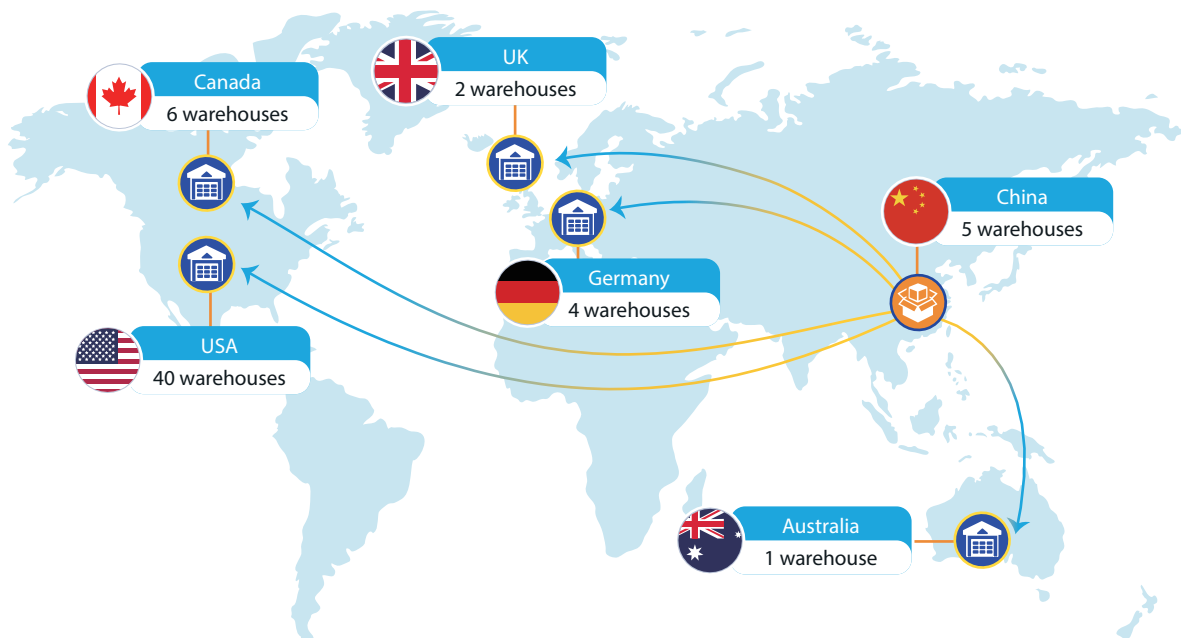 UK
2 warehouses
Canada
6 warehouses
China
5 warehouses
Germany
4 warehouses
USA
40 warehouses
Australia
1 warehouse